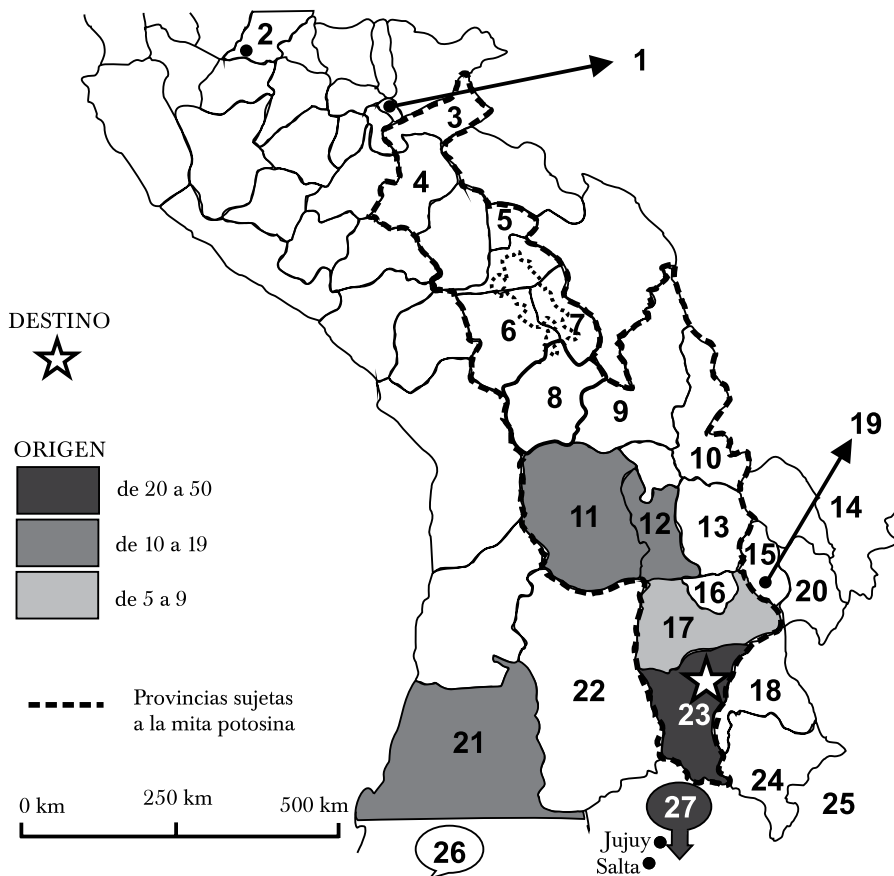 2
1
3
4
5
DESTINO
6
7
8
9
19
ORIGEN
10
de 20 a 50
11
12
13
14
de 10 a 19
15
16
20
de 5 a 9
17
22
18
Provincias sujetas
a la mita potosina
23
21
24
25
0 km
250 km
500 km
27
26
Jujuy
Salta